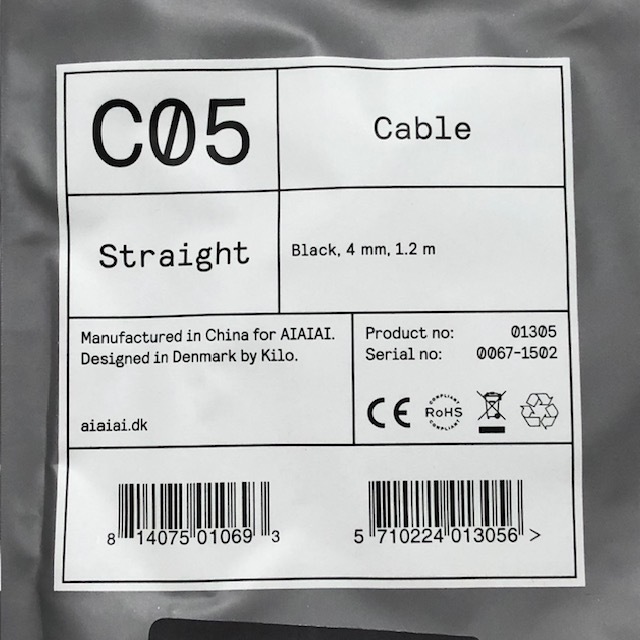 C05
Cable
Straight
Black, 4 mm, 1.2 m
Manufactured in China for AIAIAI.
Designed in Denmark by Kilo.
aiaiai.dk
Product no: 01305
Serial no: 0067-1502
CE
COMPLIANT
RoHS
COMPLIANT
8 14075 01069 3
5 710224 013056 >